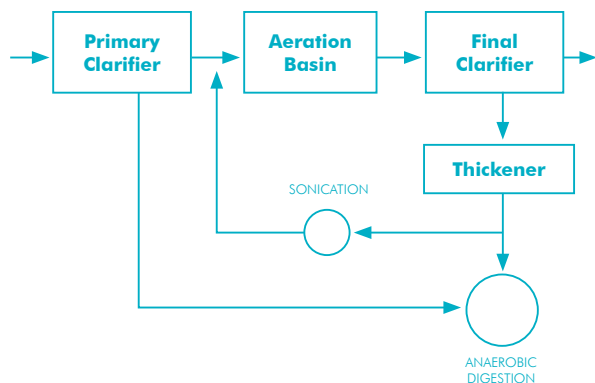 Primary
Clarifier
Aeration
Basin
Final
Clarifier
Thickener
SONICATION
ANAEROBIC
DIGESTION